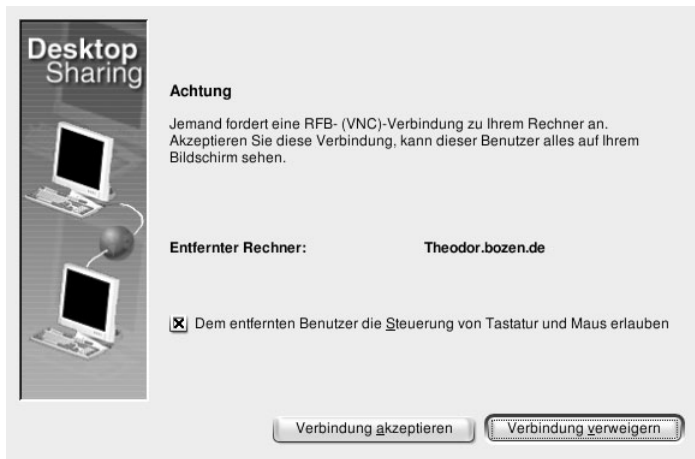 Desktop
Sharing
Achtung
Jemand fordert eine RFB- (VNC)-Verbindung zu Ihrem Rechner an.
Akzeptieren Sie diese Verbindung, kann dieser Benutzer alles auf Ihrem
Bildschirm sehen.
Entfernter Rechner: Theodor.bozen.de
Dem entfernten Benutzer die Steuerung von Tastatur und Maus erlauben
Verbindung akzeptieren Verbindung verweigern